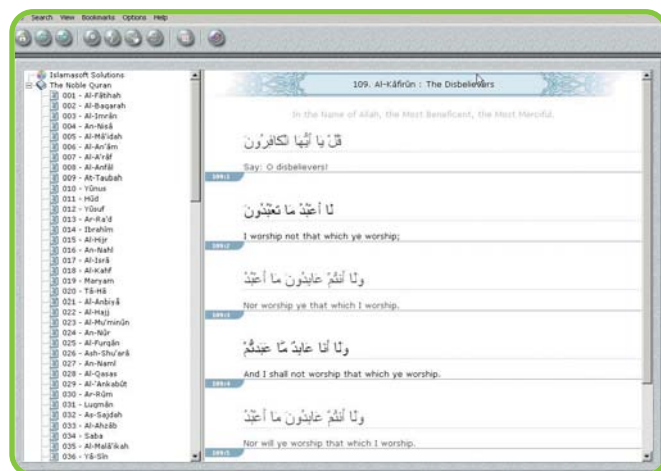 Search View Bookmarks Options Help
Islamasoft Solutions
The Noble Quran
001 - Al-Fâtihah
002 - Al-Baqarah
003 - Al-Imrân
004 - An-Nisâ
005 - Al-Mâ'idah
006 - An-An'âm
007 - Al-A'râf
008 - Al-Anfâl
009 - At-Taubah
010 - Yûnus
011 - Hûd
012 - Yûsuf
013 - Ar-Ra'd
014 - Ibrahîm
015 - Al-Hijr
016 - An-Nahl
017 - Al-Isrâ
018 - Al-Kahf
019 - Maryam
020 - Tâ-Hâ
021 - Al-Anbiyâ
022 - Al-Hajj
023 - Al-Mu'minûn
024 - An-Nûr
025 - Al-Furqân
026 - Ash-Shu'arâ
027 - An-Naml
028 - Al-Qasas
029 - Al-'Ankabût
030 - Ar-Rûm
031 - Luqmân
032 - As-Sajdah
033 - Al-Ahzâb
034 - Saba
035 - Al-Malâ'ikah
036 - Yâ-Sîn
109. Al-Kâfirûn : The Disbelievers
In the Name of Allah, the Most Beneficent, the Most Merciful.
قُلْ يَا أَيُّهَا الْكَافِرُونَ
Say: O disbelievers!
109:1
لَا أَعْبُدُ مَا تَعْبُدُونَ
I worship not that which ye worship;
109:2
وَلَا أَنتُمْ عَابِدُونَ مَا أَعْبُدُ
Nor worship ye that which I worship.
109:3
وَلَا أَنَا عَابِدٌ مَّا عَبَدتُّمْ
And I shall not worship that which ye worship.
109:4
وَلَا أَنتُمْ عَابِدُونَ مَا أَعْبُدُ
Nor will ye worship that which I worship.
109:5